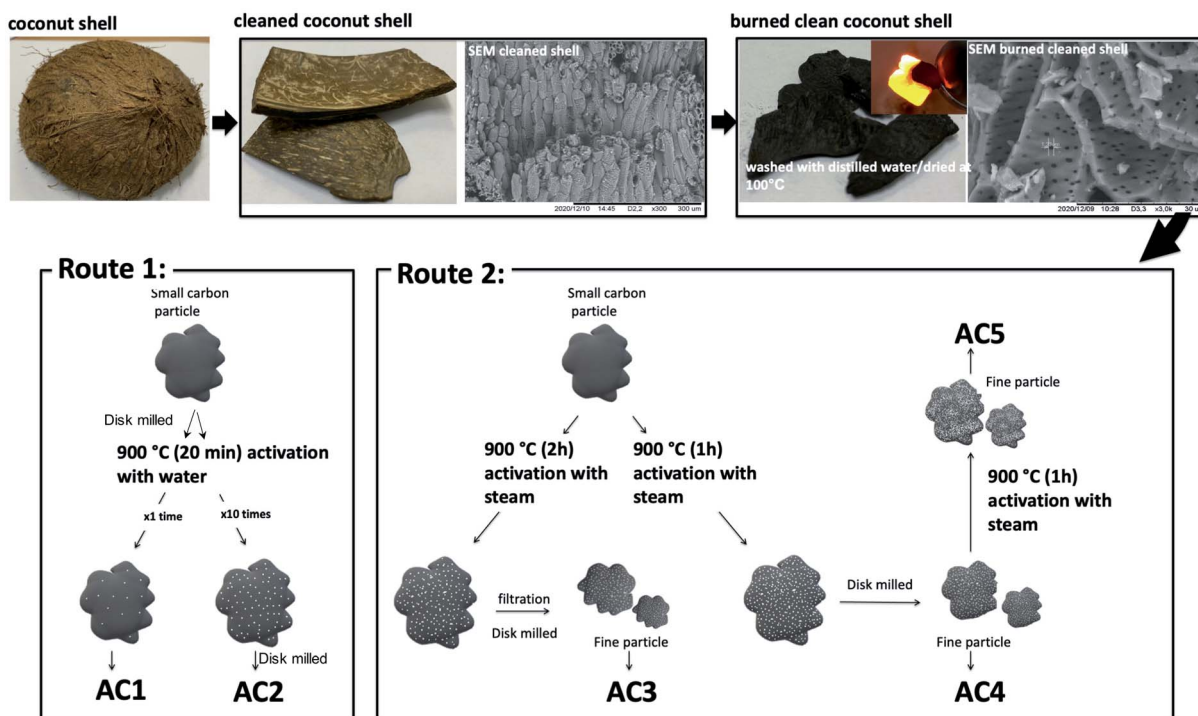 coconut shell
cleaned coconut shell
SEM cleaned shell
2020/12/10 14:45 D2,2 x300 300 um
burned clean coconut shell
washed with distilled water/dried at
100°C
SEM burned cleaned shell
2020/12/09 10:28 D3,3 x3,0k 30 um
Route 1:
Small carbon
particle
Disk milled
900 °C (20 min) activation
with water
x1 time
x10 times
Disk milled
AC1
AC2
Route 2:
Small carbon
particle
900 °C (2h)
activation with
steam
900 °C (1h)
activation with
steam
filtration
Disk milled
Fine particle
AC3
Disk milled
Fine particle
AC4
900 °C (1h)
activation with
steam
Fine particle
AC5